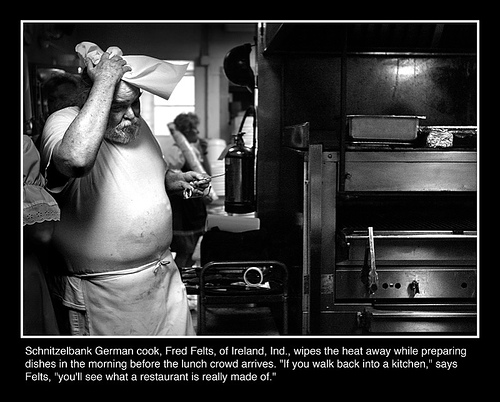 Schnitzelbank German cook, Fred Felts, of Ireland, Ind., wipes the heat away while preparing
dishes in the morning before the lunch crowd arrives. "If you walk back into a kitchen," says
Felts, "you'll see what a restaurant is really made of."